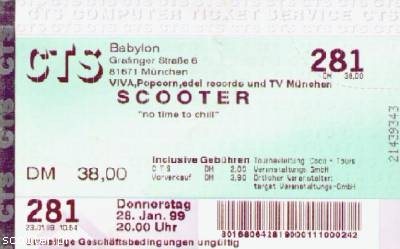 CTS COMPUTER TICKET SERVICE CTS
CTS
Babylon
Grafinger Straße 6
81671 München
281
DM 38,00
VIVA,Popcorn,edel records und TV München
SCOOTER
"no time to chill"
DM 38,00
Inclusive Gebühren
CTS DM 2,00
Vorverkauf DM 3,90
Tourneeleitung Coco - Tours
Veranstaltungs-GmbH
Örtlicher Veranstalter:
target Veranstaltungs-GmbH
21439343
281
23.01.99 10:54
Donnerstag
28. Jan. 99
20.00 Uhr
Geschäftsbedingungen ungültig